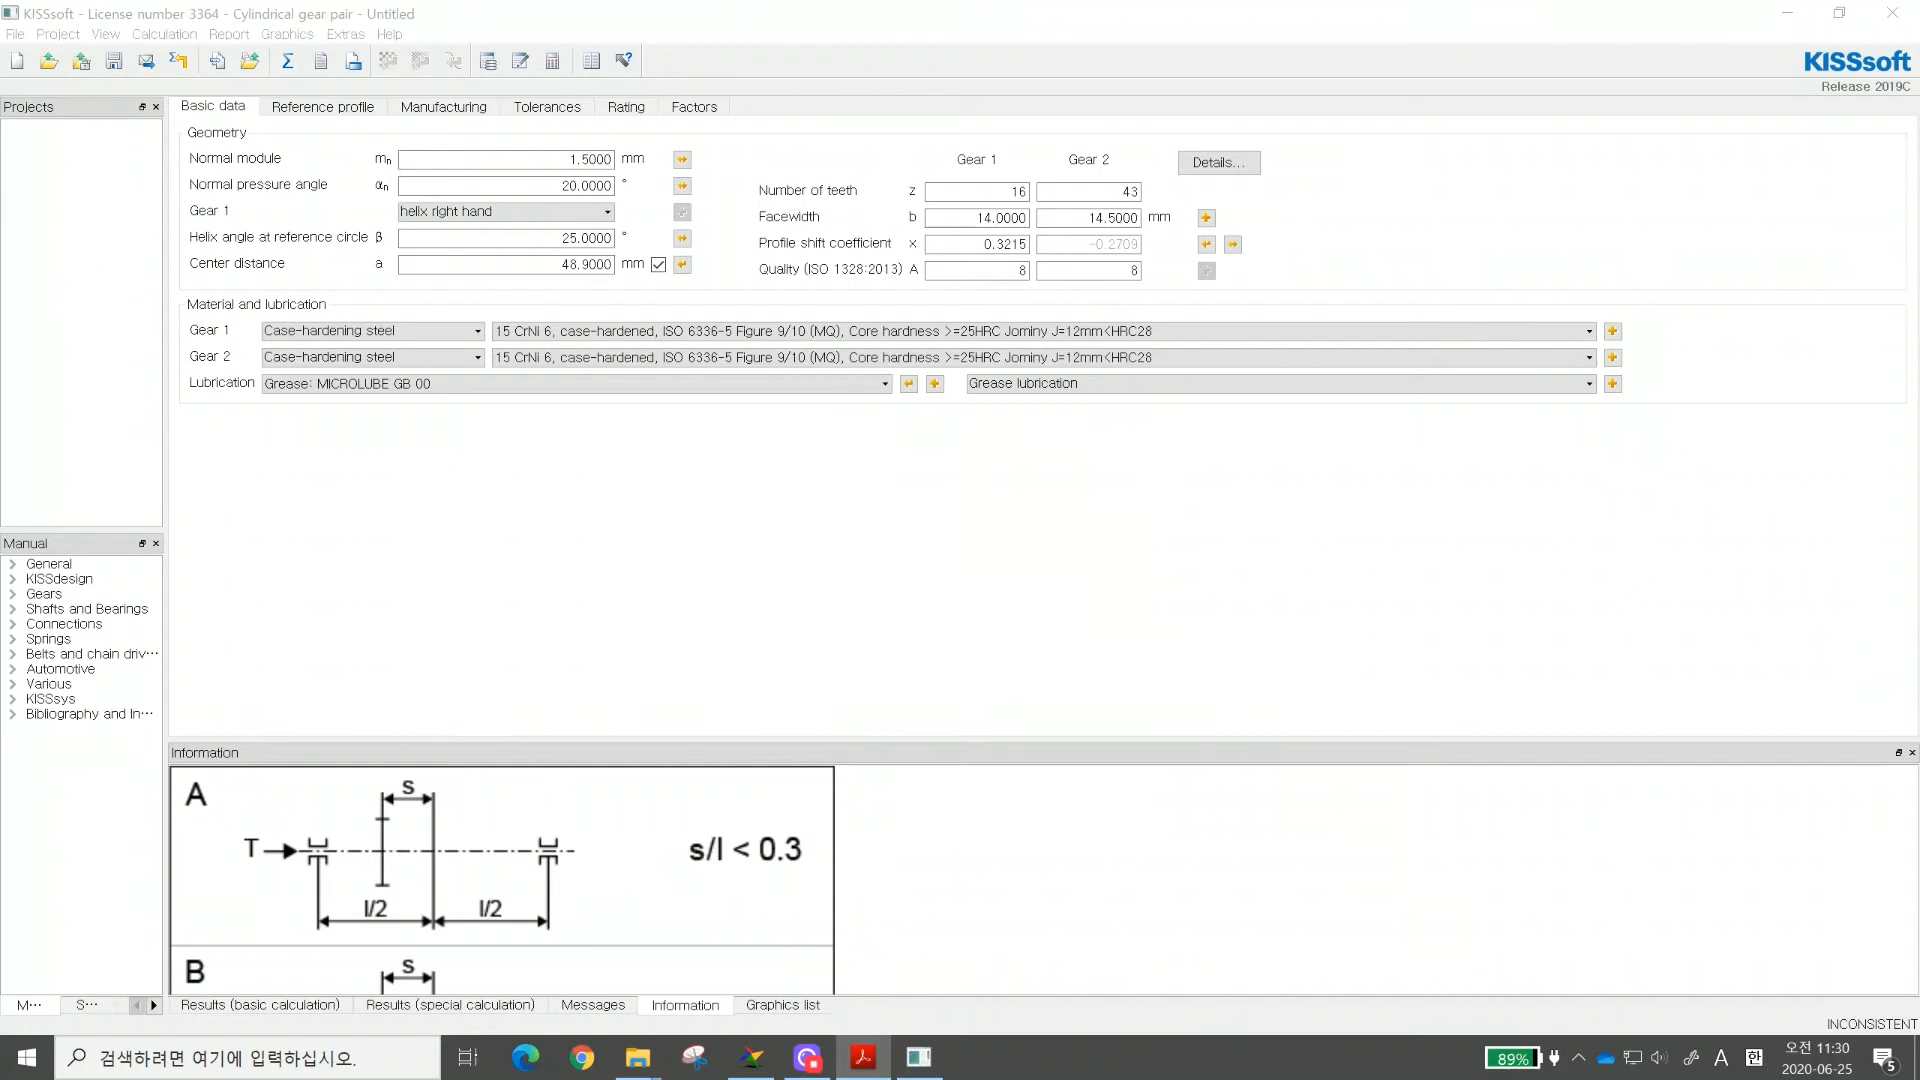 KISSsoft - License number 3364 - Cylindrical gear pair - Untitled
File Project View Calculation Report Graphics Extras Help
KISSsoft
Release 2019C
Projects
Basic data Reference profile Manufacturing Tolerances Rating Factors
Geometry
Normal module mn 1.5000 mm
Gear 1 Gear 2 Details...
Normal pressure angle αn 20.0000 °
Number of teeth z 16 43
Gear 1 helix right hand
Facewidth b 14.0000 14.5000 mm
Helix angle at reference circle β 25.0000 °
Profile shift coefficient x 0.3215 -0.2709
Center distance a 48.9000 mm
Quality (ISO 1328:2013) A 8 8
Material and lubrication
Gear 1 Case-hardening steel 15 CrNi 6, case-hardened, ISO 6336-5 Figure 9/10 (MQ), Core hardness >=25HRC Jominy J=12mm<HRC28
Gear 2 Case-hardening steel 15 CrNi 6, case-hardened, ISO 6336-5 Figure 9/10 (MQ), Core hardness >=25HRC Jominy J=12mm<HRC28
Lubrication Grease: MICROLUBE GB 00 Grease lubrication
Manual
General
KISSdesign
Gears
Shafts and Bearings
Connections
Springs
Belts and chain driv···
Automotive
Various
KISSsys
Bibliography and In···
M··· S···
Information
A
s
T
s/l < 0.3
l/2 l/2
B
s
Results (basic calculation) Results (special calculation) Messages Information Graphics list
INCONSISTENT
검색하려면 여기에 입력하십시오.
89%
A 한
오전 11:30
2020-06-25
5